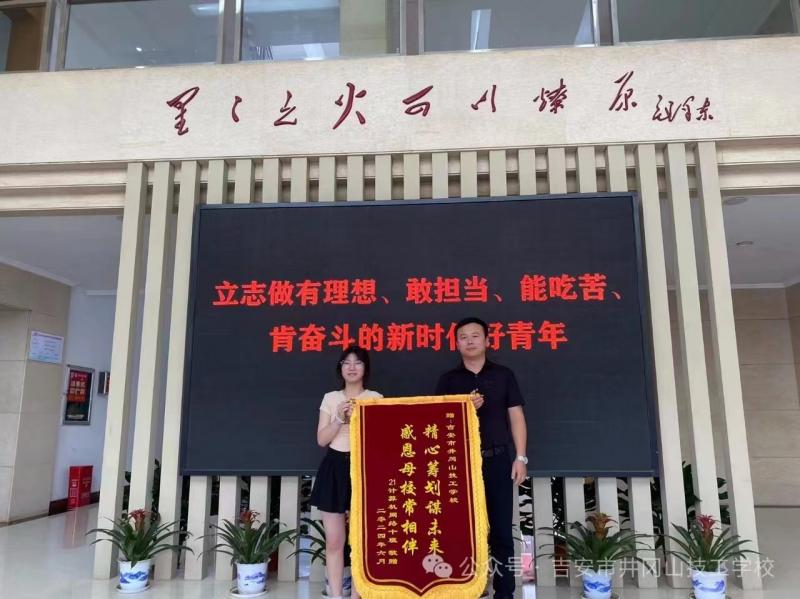 星星之火可以燎原 毛泽东
立志做有理想、敢担当、能吃苦、
肯奋斗的新时代好青年
赠:吉安市井冈山技工学校
精心筹划谋未来
感恩母校常相伴
21计算机网络十班 敬赠
二零二四年六月
公众号·吉安市井冈山技工学校